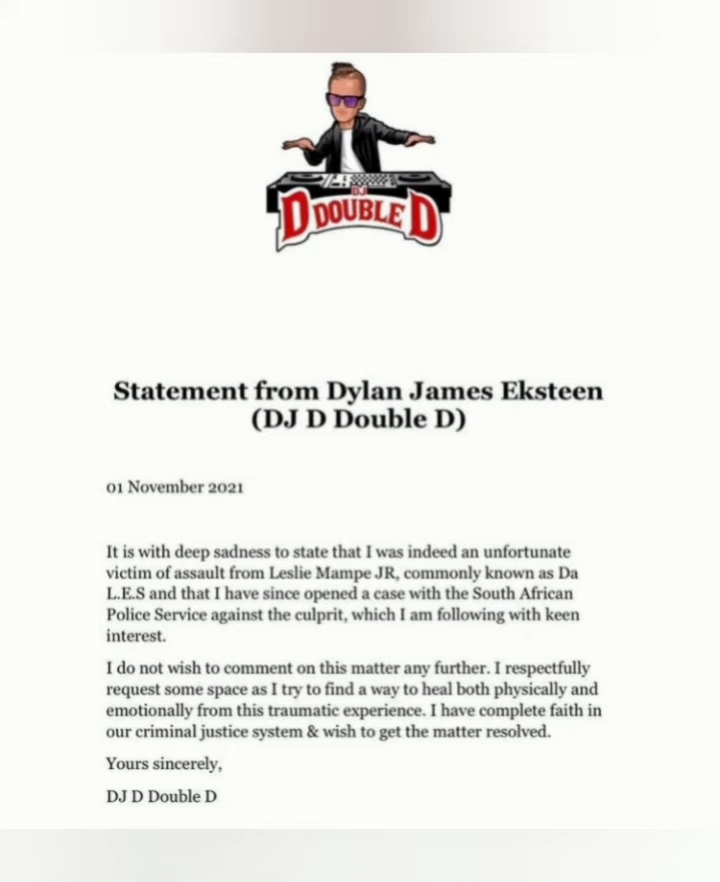 DJ
D DOUBLE D
Statement from Dylan James Eksteen
(DJ D Double D)
01 November 2021
It is with deep sadness to state that I was indeed an unfortunate
victim of assault from Leslie Mampe JR, commonly known as Da
L.E.S and that I have since opened a case with the South African
Police Service against the culprit, which I am following with keen
interest.
I do not wish to comment on this matter any further. I respectfully
request some space as I try to find a way to heal both physically and
emotionally from this traumatic experience. I have complete faith in
our criminal justice system & wish to get the matter resolved.
Yours sincerely,
DJ D Double D